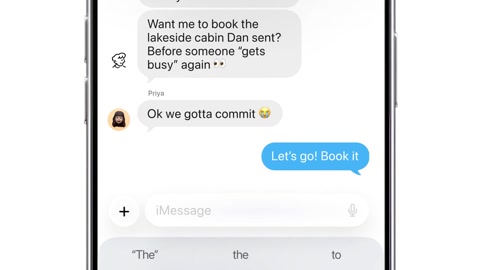 Want me to book the
lakeside cabin Dan sent?
Before someone “gets
busy” again 👀
Priya
Ok we gotta commit 😭
Let’s go! Book it
iMessage
“The”
the
to